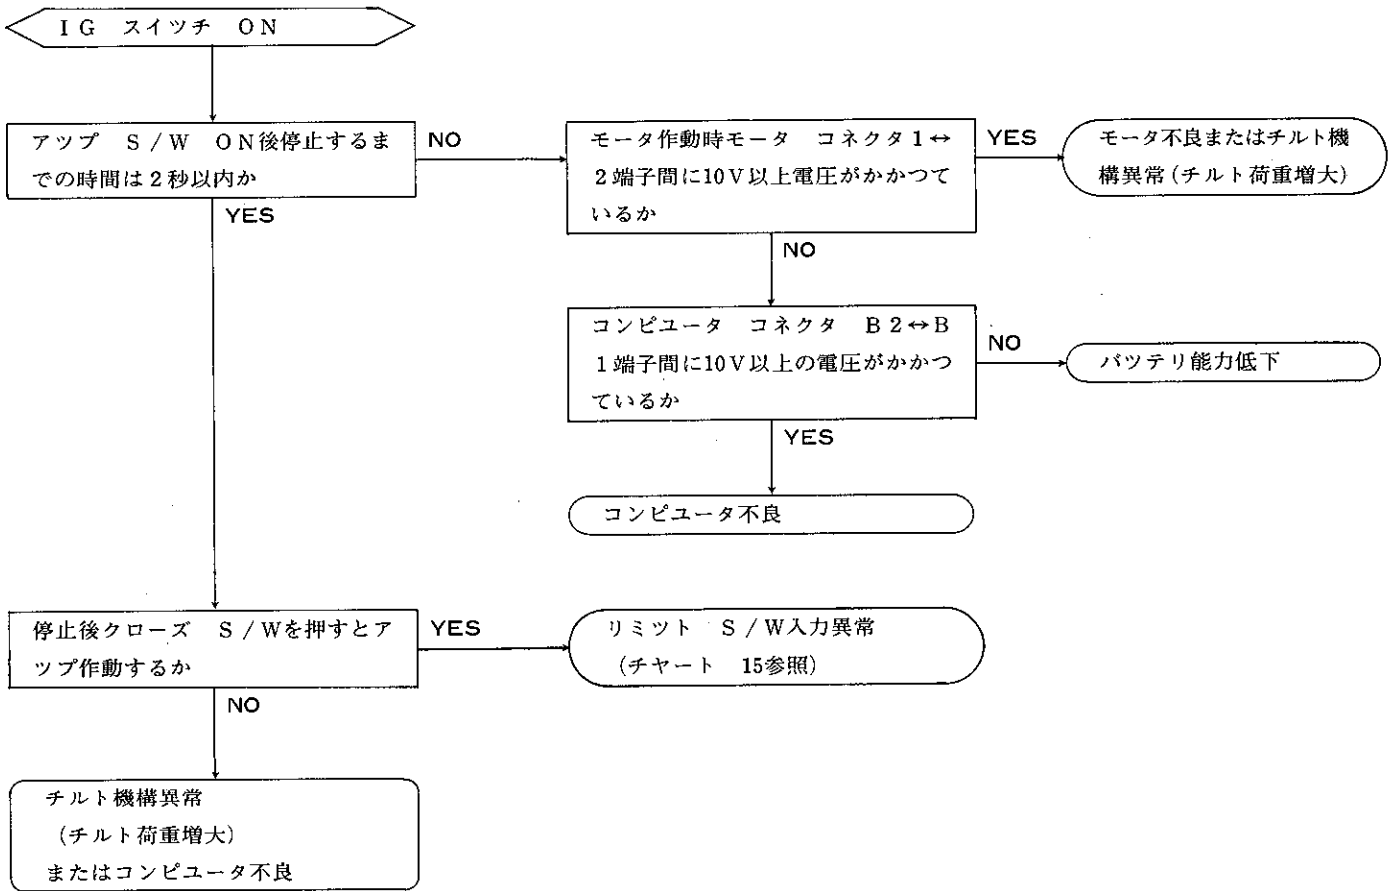 IG スイツチ ON
アツプ S/W ON後停止するま
での時間は2秒以内か
NO
モータ作動時モータ コネクタ1↔
2端子間に10V以上電圧がかかつて
いるか
YES
モータ不良またはチルト機
構異常(チルト荷重増大)
YES
NO
コンピユータ コネクタ B2↔B
1端子間に10V以上の電圧がかかつ
ているか
NO
バツテリ能力低下
YES
コンピユータ不良
停止後クローズ S/Wを押すとア
ツプ作動するか
YES
リミツト S/W入力異常
(チヤート 15参照)
NO
チルト機構異常
(チルト荷重増大)
またはコンピユータ不良